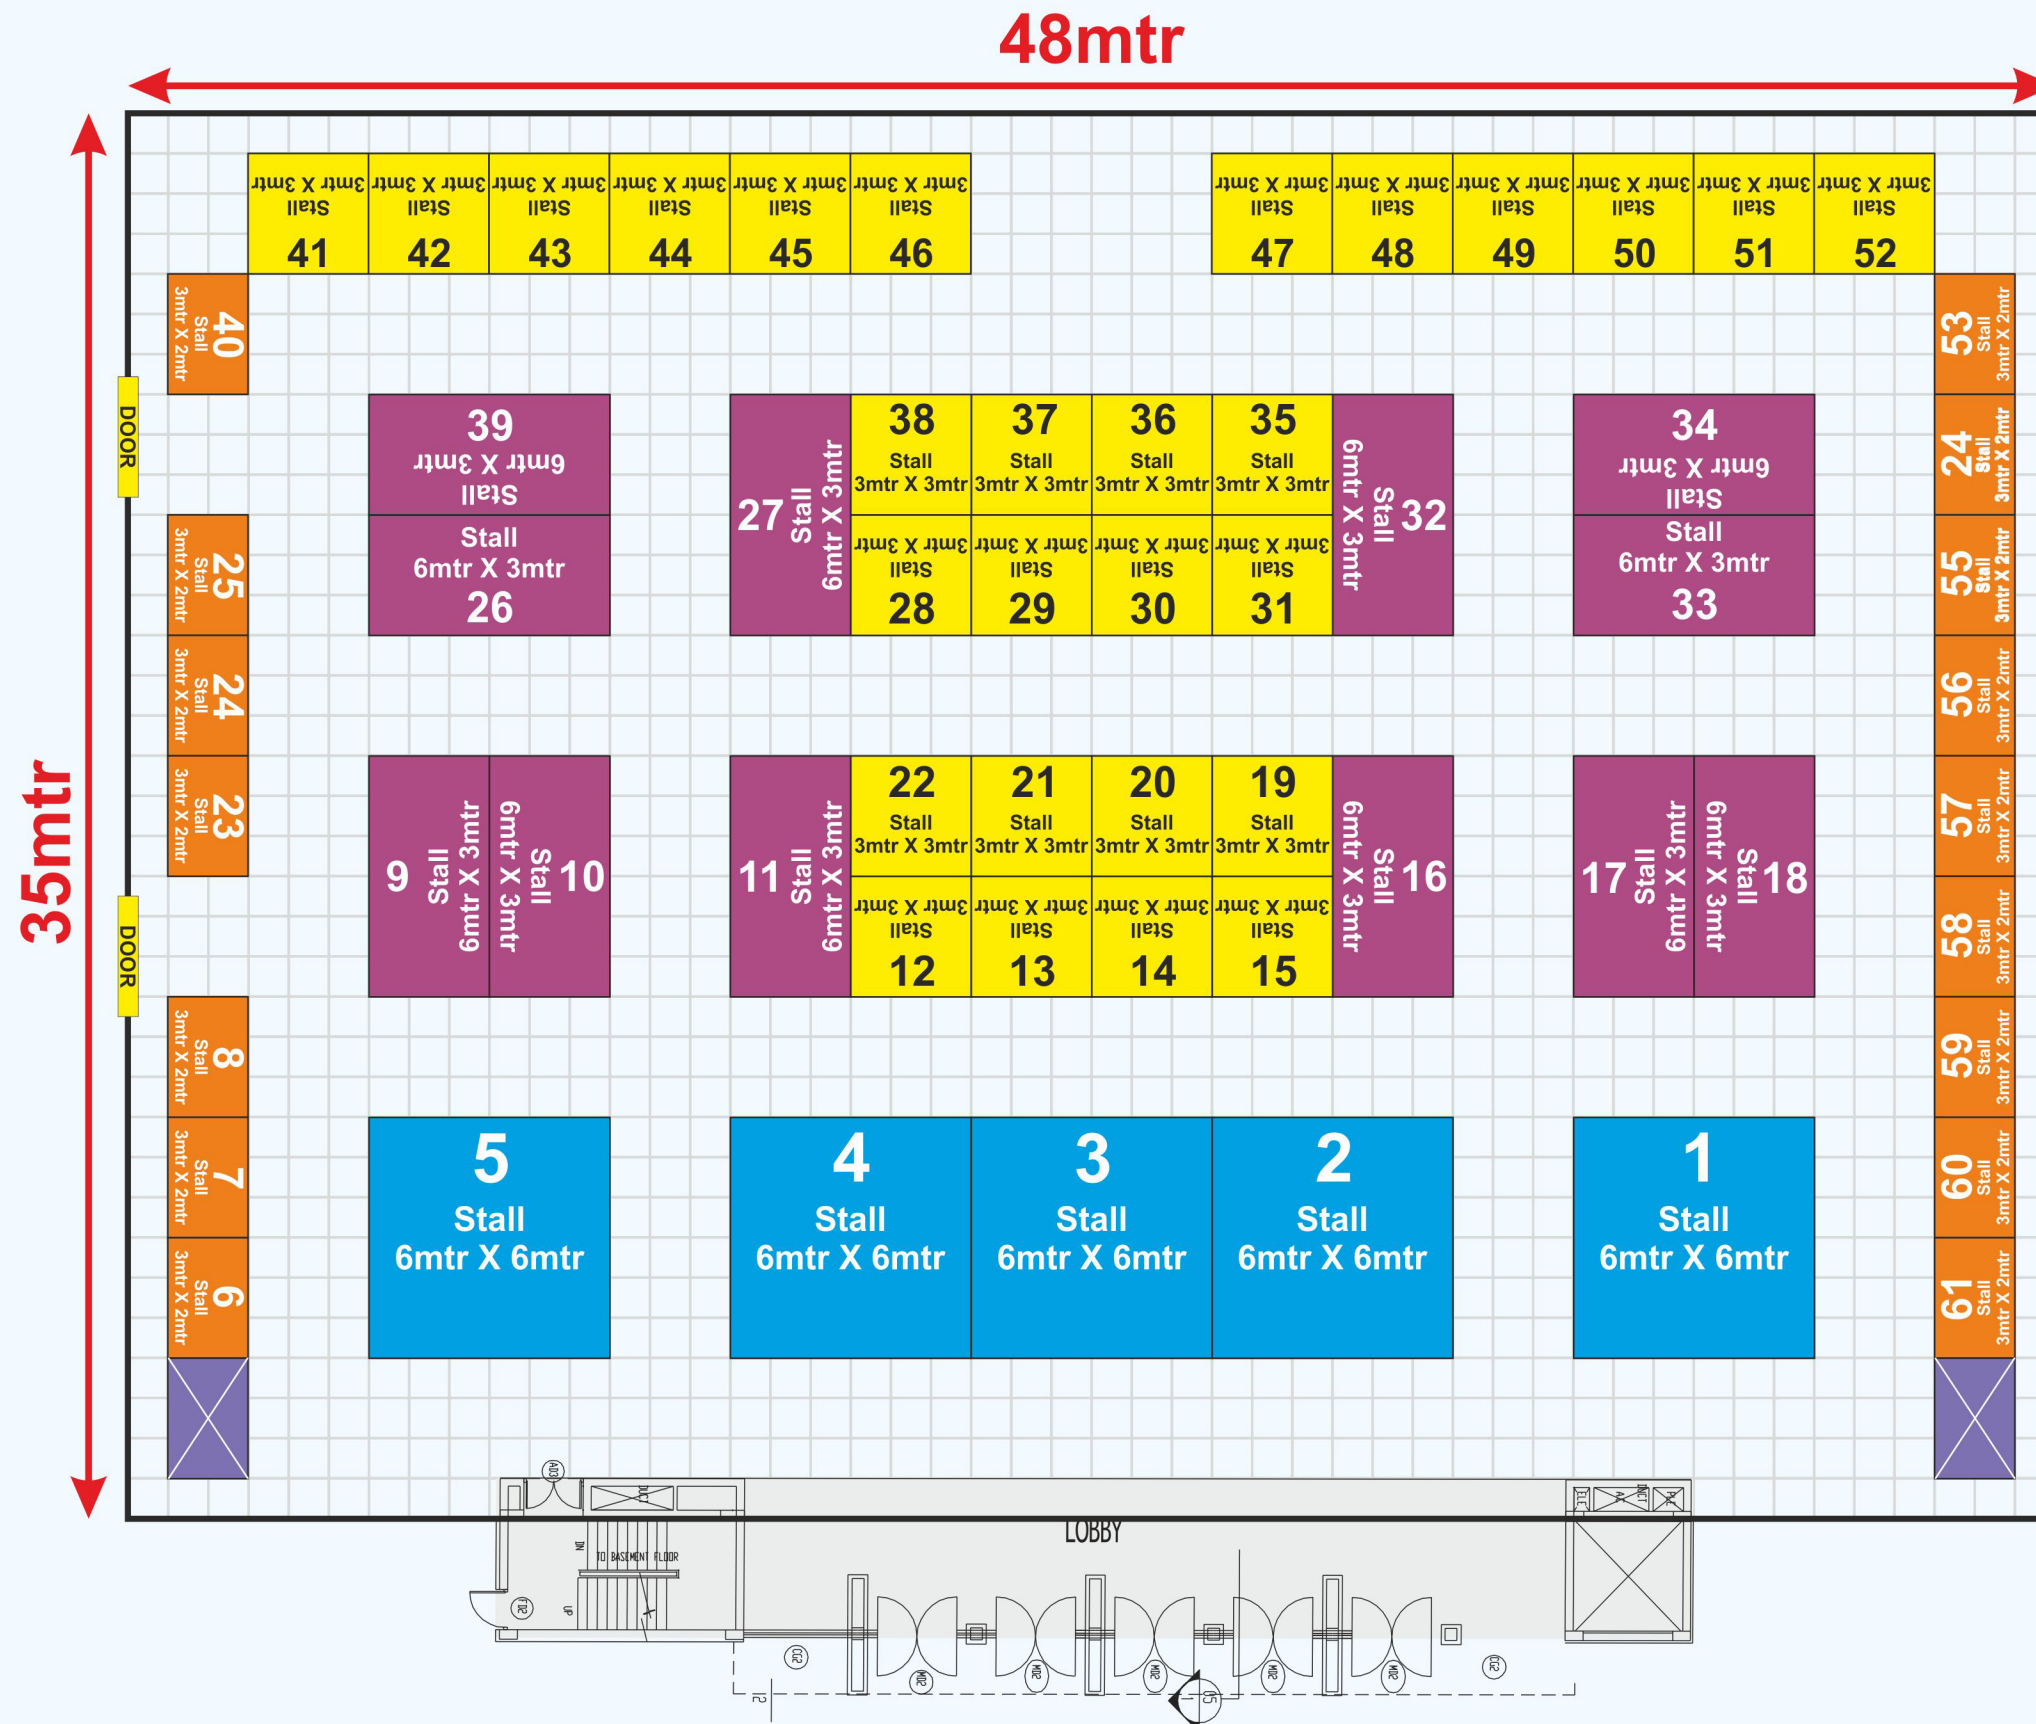 48mtr
35mtr
3mtr X 3mtr
Stall
41
3mtr X 3mtr
Stall
42
3mtr X 3mtr
Stall
43
3mtr X 3mtr
Stall
44
3mtr X 3mtr
Stall
45
3mtr X 3mtr
Stall
46
3mtr X 3mtr
Stall
47
3mtr X 3mtr
Stall
48
3mtr X 3mtr
Stall
49
3mtr X 3mtr
Stall
50
3mtr X 3mtr
Stall
51
3mtr X 3mtr
Stall
52
40
Stall
3mtr X 2mtr
53
Stall
3mtr X 2mtr
DOOR
39
6mtr X 3mtr
Stall
Stall
6mtr X 3mtr
26
27
Stall
6mtr X 3mtr
38
Stall
3mtr X 3mtr
37
Stall
3mtr X 3mtr
36
Stall
3mtr X 3mtr
35
Stall
3mtr X 3mtr
3mtr X 3mtr
Stall
28
3mtr X 3mtr
Stall
29
3mtr X 3mtr
Stall
30
3mtr X 3mtr
Stall
31
6mtr X 3mtr
Stall
32
34
6mtr X 3mtr
Stall
Stall
6mtr X 3mtr
33
24
Stall
3mtr X 2mtr
25
Stall
3mtr X 2mtr
55
Stall
3mtr X 2mtr
24
Stall
3mtr X 2mtr
56
Stall
3mtr X 2mtr
23
Stall
3mtr X 2mtr
57
Stall
3mtr X 2mtr
DOOR
9
Stall
6mtr X 3mtr
6mtr X 3mtr
Stall
10
11
Stall
6mtr X 3mtr
22
Stall
3mtr X 3mtr
21
Stall
3mtr X 3mtr
20
Stall
3mtr X 3mtr
19
Stall
3mtr X 3mtr
3mtr X 3mtr
Stall
12
3mtr X 3mtr
Stall
13
3mtr X 3mtr
Stall
14
3mtr X 3mtr
Stall
15
6mtr X 3mtr
Stall
16
17
Stall
6mtr X 3mtr
6mtr X 3mtr
Stall
18
58
Stall
3mtr X 2mtr
8
Stall
3mtr X 2mtr
59
Stall
3mtr X 2mtr
7
Stall
3mtr X 2mtr
60
Stall
3mtr X 2mtr
6
Stall
3mtr X 2mtr
61
Stall
3mtr X 2mtr
5
Stall
6mtr X 6mtr
4
Stall
6mtr X 6mtr
3
Stall
6mtr X 6mtr
2
Stall
6mtr X 6mtr
1
Stall
6mtr X 6mtr
AD3
DUCT
ELE
LOBBY
DN
TO BASEMENT FLOOR
UP
FD2
CG2
MD2
MD2
MD2
MD2
MD2
CG2
12
05